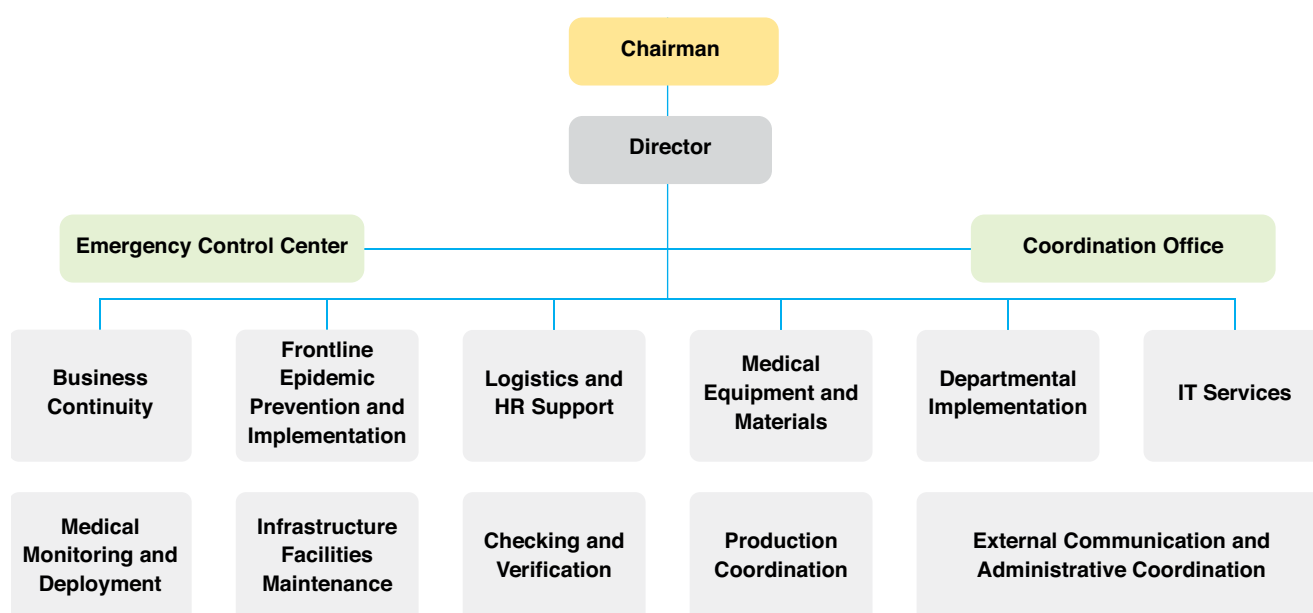 Chairman
Director
Emergency Control Center
Coordination Office
Business
Continuity
Frontline
Epidemic
Prevention and
Implementation
Logistics and
HR Support
Medical
Equipment and
Materials
Departmental
Implementation
IT Services
Medical
Monitoring and
Deployment
Infrastructure
Facilities
Maintenance
Checking and
Verification
Production
Coordination
External Communication and
Administrative Coordination